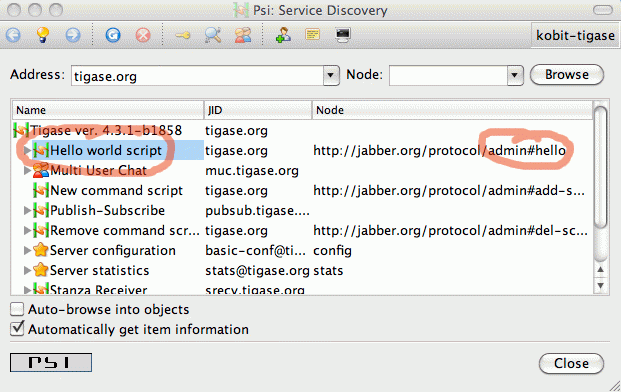 Psi: Service Discovery
kobit-tigase
Address: tigase.org Node: Browse
Name JID Node
Tigase ver. 4.3.1-b1858 tigase.org
Hello world script tigase.org http://jabber.org/protocol/admin#hello
Multi User Chat muc.tigase.org
New command script tigase.org http://jabber.org/protocol/admin#add-s...
Publish-Subscribe pubsub.tigase....
Remove command scr... tigase.org http://jabber.org/protocol/admin#del-sc...
Server configuration basic-conf@ti... config
Server statistics stats@tigase.org stats
Stanza Receiver srecv.tigase.org
Auto-browse into objects
Automatically get item information
PSI Close